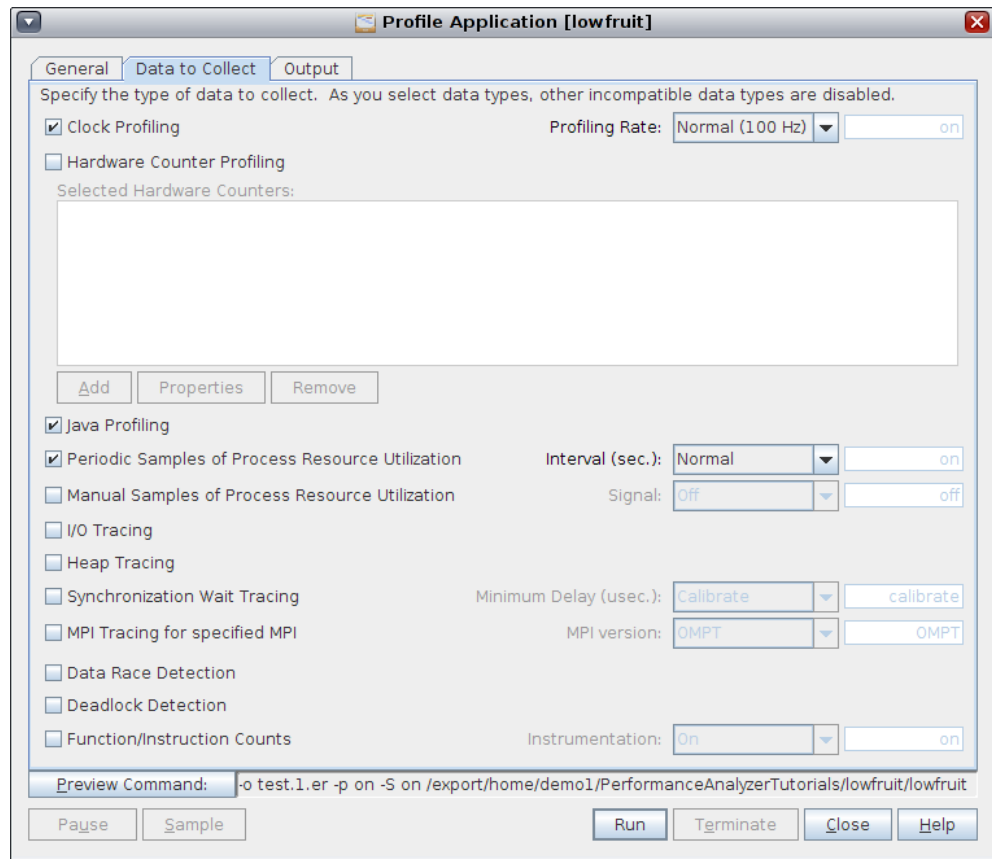 Profile Application [lowfruit]
General Data to Collect Output
Specify the type of data to collect. As you select data types, other incompatible data types are disabled.
Clock Profiling Profiling Rate: Normal (100 Hz) on
Hardware Counter Profiling
Selected Hardware Counters:
Add Properties Remove
Java Profiling
Periodic Samples of Process Resource Utilization Interval (sec.): Normal on
Manual Samples of Process Resource Utilization Signal: Off off
I/O Tracing
Heap Tracing
Synchronization Wait Tracing Minimum Delay (usec.): Calibrate calibrate
MPI Tracing for specified MPI MPI version: OMPT OMPT
Data Race Detection
Deadlock Detection
Function/Instruction Counts Instrumentation: On on
Preview Command: -o test.1.er -p on -S on /export/home/demo1/PerformanceAnalyzerTutorials/lowfruit/lowfruit
Pause Sample Run Terminate Close Help